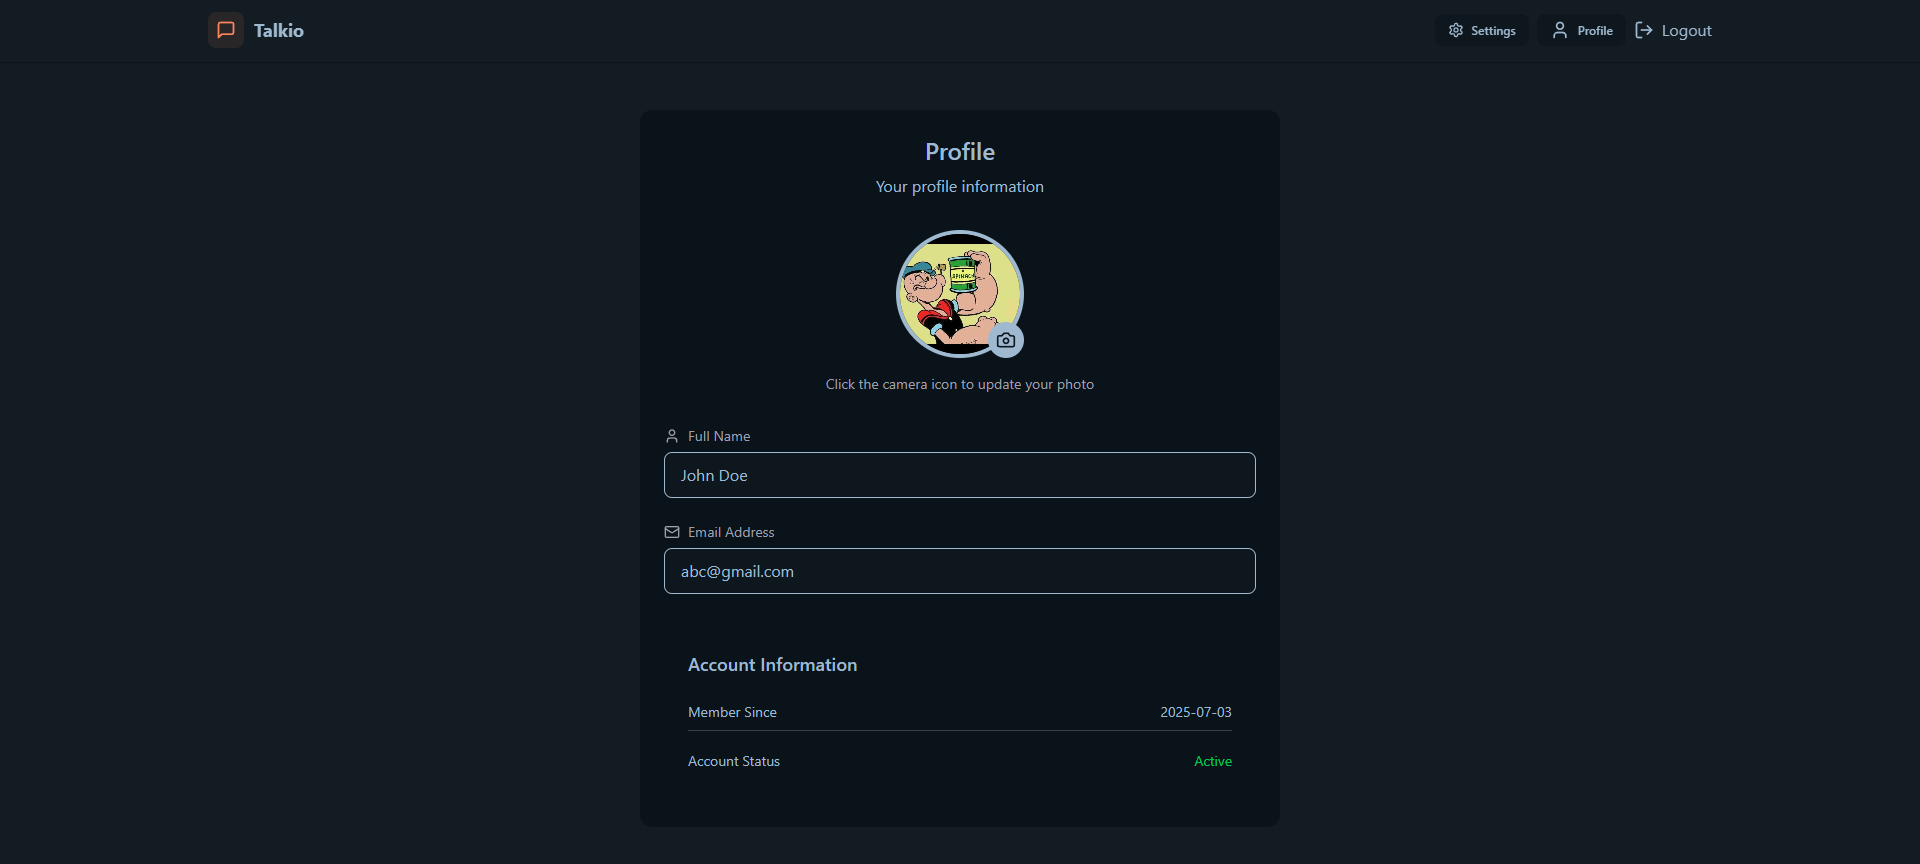 Talkio
Settings
Profile
Logout
Profile
Your profile information
SPINAC
Click the camera icon to update your photo
Full Name
John Doe
Email Address
abc@gmail.com
Account Information
Member Since 2025-07-03
Account Status Active